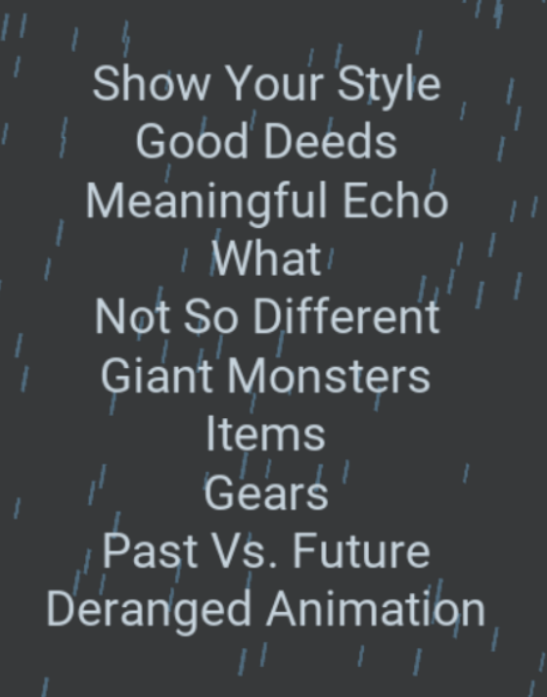 Show Your Style
Good Deeds
Meaningful Echo
What
Not So Different
Giant Monsters
Items
Gears
Past Vs. Future
Deranged Animation